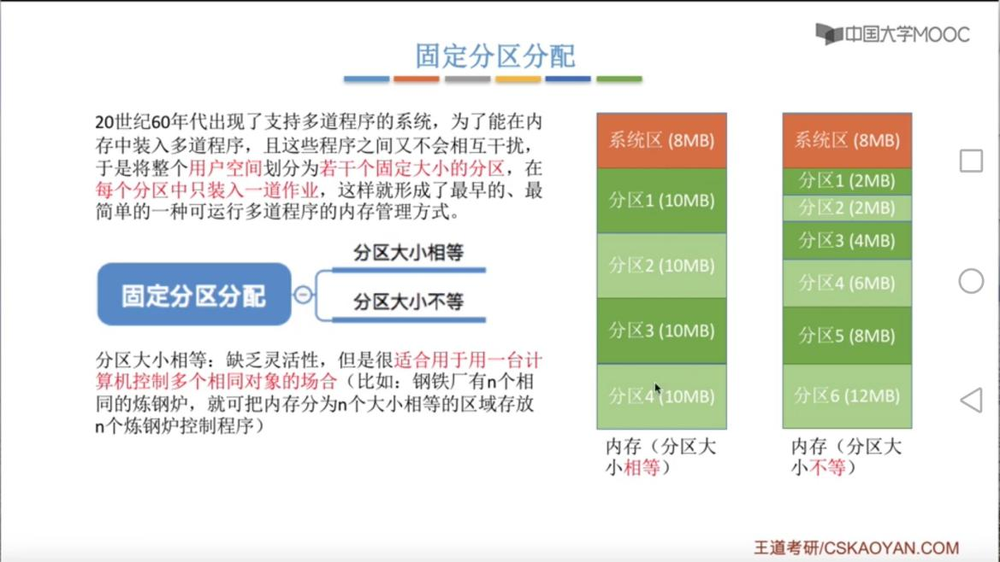 中国大学MOOC
固定分区分配
20世纪60年代出现了支持多道程序的系统，为了能在内
存中装入多道程序，且这些程序之间又不会相互干扰，
于是将整个用户空间划分为若干个固定大小的分区，在
每个分区中只装入一道作业，这样就形成了最早的、最
简单的一种可运行多道程序的内存管理方式。
固定分区分配
分区大小相等
分区大小不等
分区大小相等：缺乏灵活性，但是很适合用于用一台计
算机控制多个相同对象的场合（比如：钢铁厂有n个相
同的炼钢炉，就可把内存分为n个大小相等的区域存放
n个炼钢炉控制程序）
系统区 (8MB)
分区1 (10MB)
分区2 (10MB)
分区3 (10MB)
分区4 (10MB)
内存（分区大
小相等）
系统区 (8MB)
分区1 (2MB)
分区2 (2MB)
分区3 (4MB)
分区4 (6MB)
分区5 (8MB)
分区6 (12MB)
内存（分区大
小不等）
王道考研/CSKAOYAN.COM